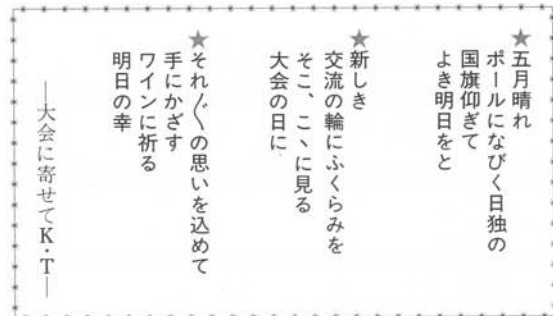 ★五月晴れ
ポールになびく日独の
国旗仰ぎて
よき明日をと
★新しき
交流の輪にふくらみを
そこ、こゝに見る
大会の日に
★それ〴〵の思いを込めて
手にかざす
ワインに祈る
明日の幸
―大会に寄せてK・T―